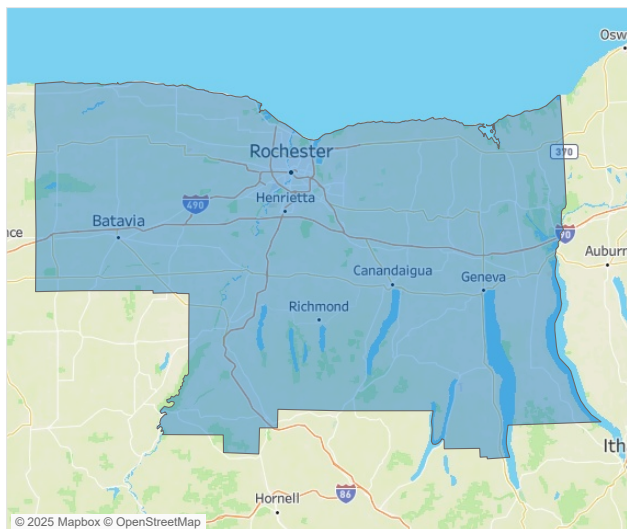 Osw
370
Rochester
490
Henrietta
Batavia
nce
90
Auburn
Canandaigua
Geneva
Richmond
Ith
86
Hornell
© 2025 Mapbox © OpenStreetMap